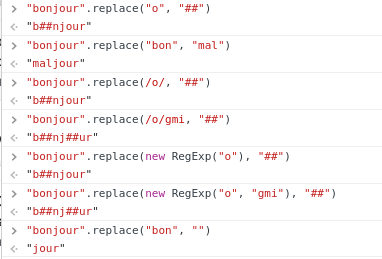 > "bonjour".replace("o", "##")
< "b##njour"
> "bonjour".replace("bon", "mal")
< "maljour"
> "bonjour".replace(/o/, "##")
< "b##njour"
> "bonjour".replace(/o/gmi, "##")
< "b##nj##ur"
> "bonjour".replace(new RegExp("o"), "##")
< "b##njour"
> "bonjour".replace(new RegExp("o", "gmi"), "##")
< "b##nj##ur"
> "bonjour".replace("bon", "")
< "jour"